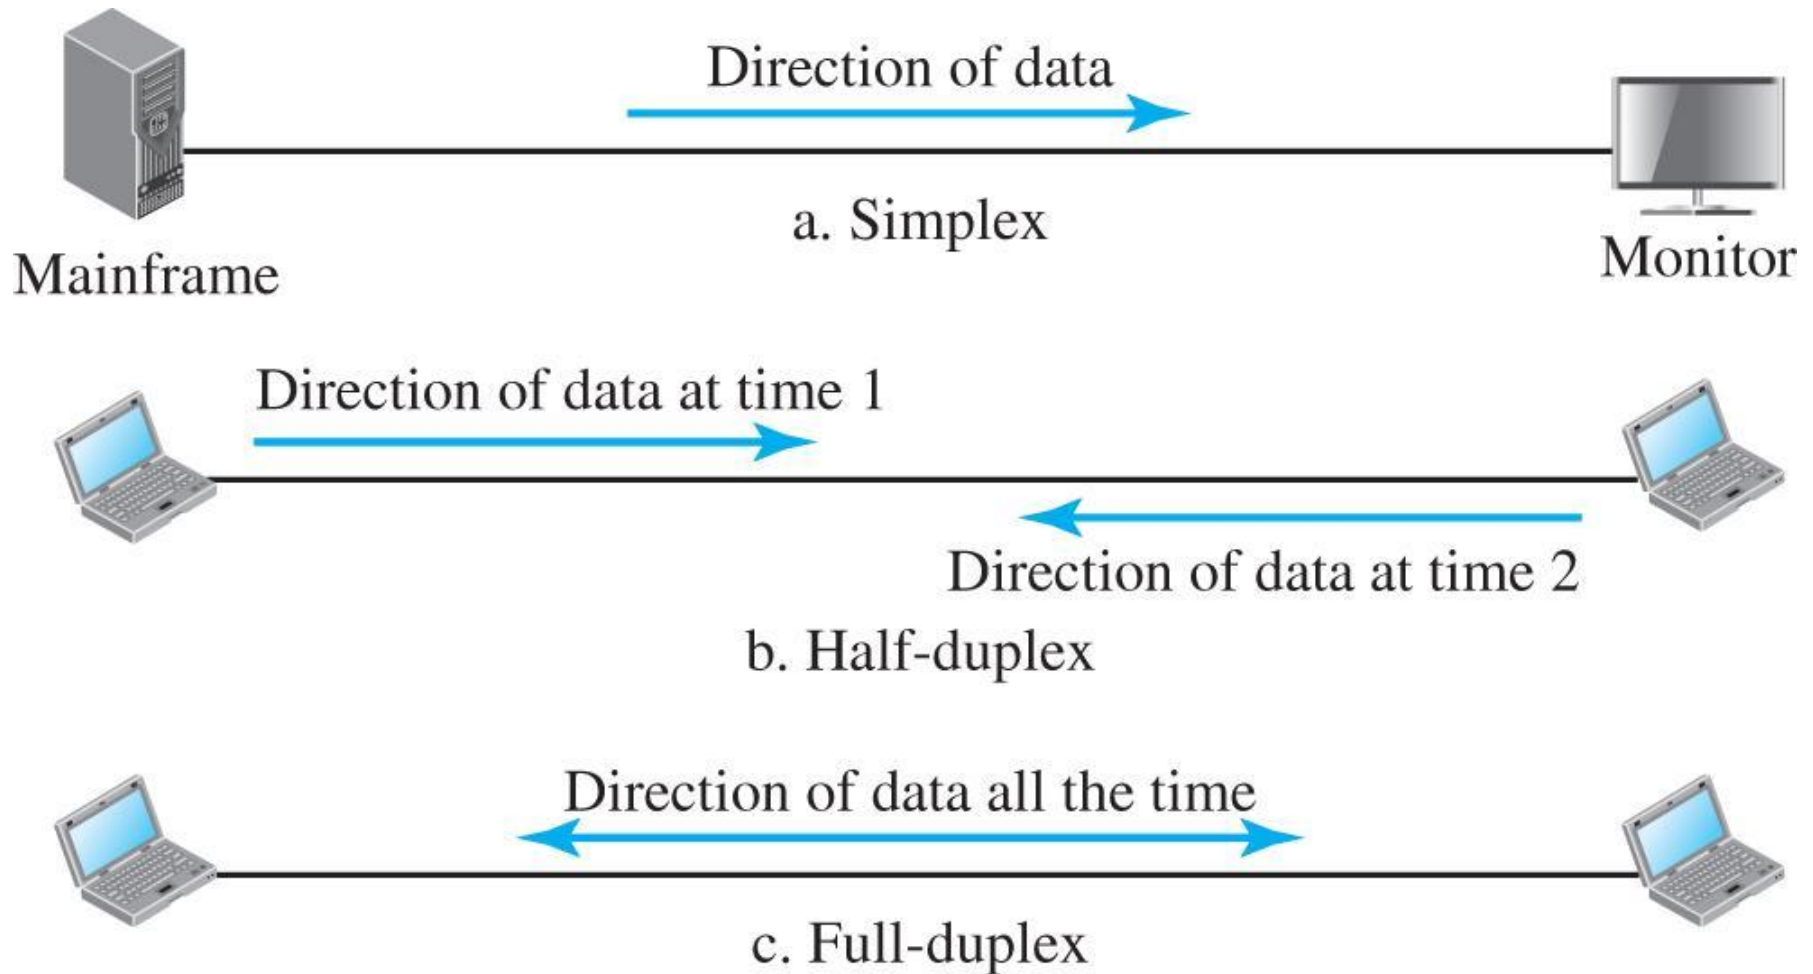 Direction of data
a. Simplex
Mainframe
Monitor
Direction of data at time 1
Direction of data at time 2
b. Half-duplex
Direction of data all the time
c. Full-duplex